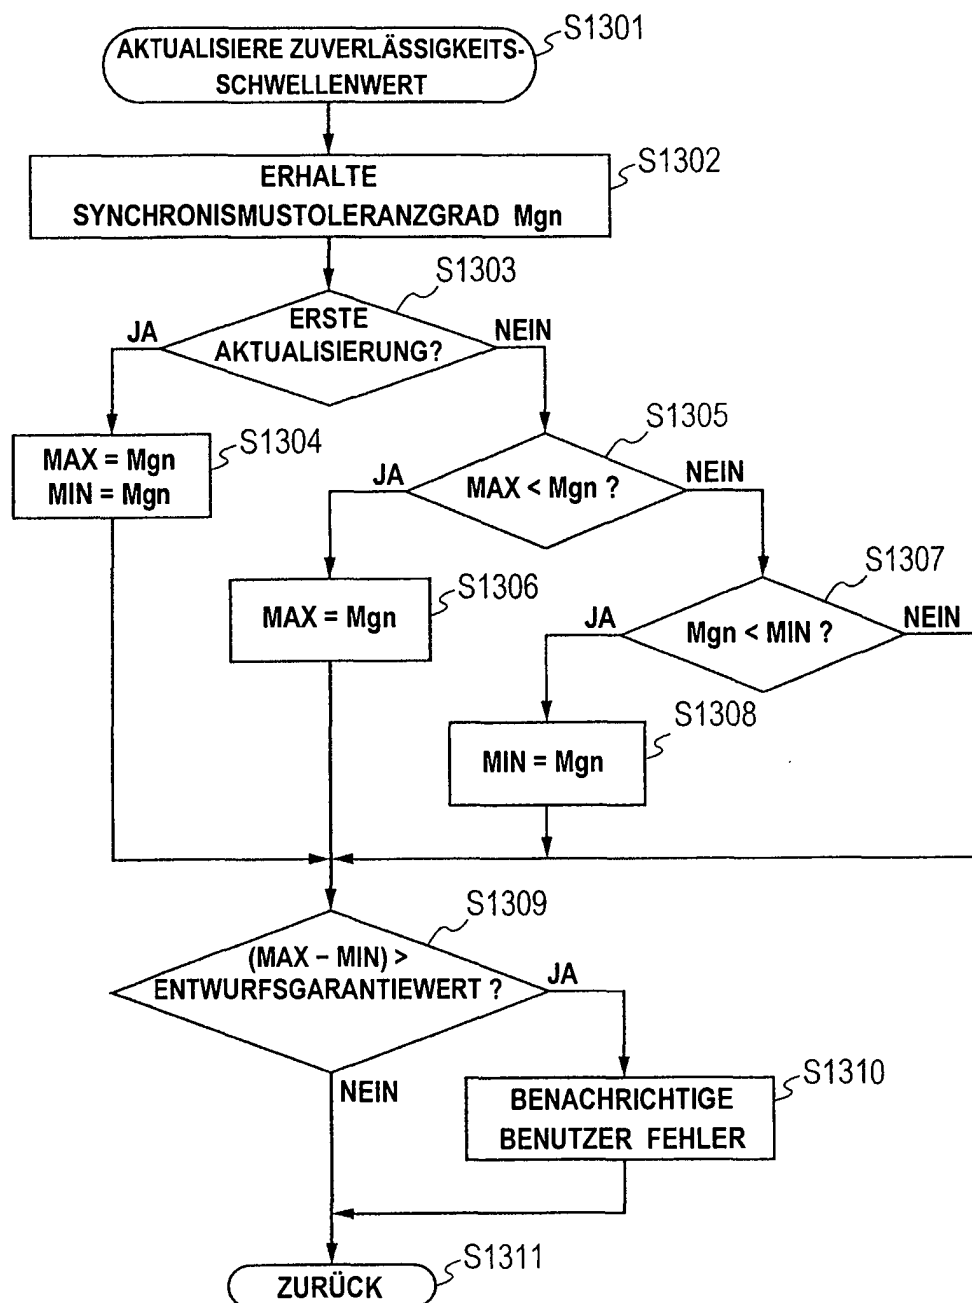 S1301
AKTUALISIERE ZUVERLÄSSIGKEITS-
SCHWELLENWERT
S1302
ERHALTE
SYNCHRONISMUSTOLERANZGRAD Mgn
S1303
ERSTE
AKTUALISIERUNG?
JA
NEIN
S1304
MAX = Mgn
MIN = Mgn
S1305
MAX < Mgn ?
JA
NEIN
S1306
MAX = Mgn
S1307
Mgn < MIN ?
JA
NEIN
S1308
MIN = Mgn
S1309
(MAX – MIN) >
ENTWURFSGARANTIEWERT ?
JA
NEIN
S1310
BENACHRICHTIGE
BENUTZER FEHLER
S1311
ZURÜCK